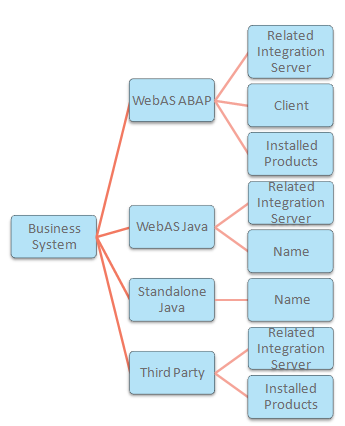 Business
System
WebAS ABAP
Related
Integration
Server
Client
Installed
Products
WebAS Java
Related
Integration
Server
Name
Standalone
Java
Name
Third Party
Related
Integration
Server
Installed
Products